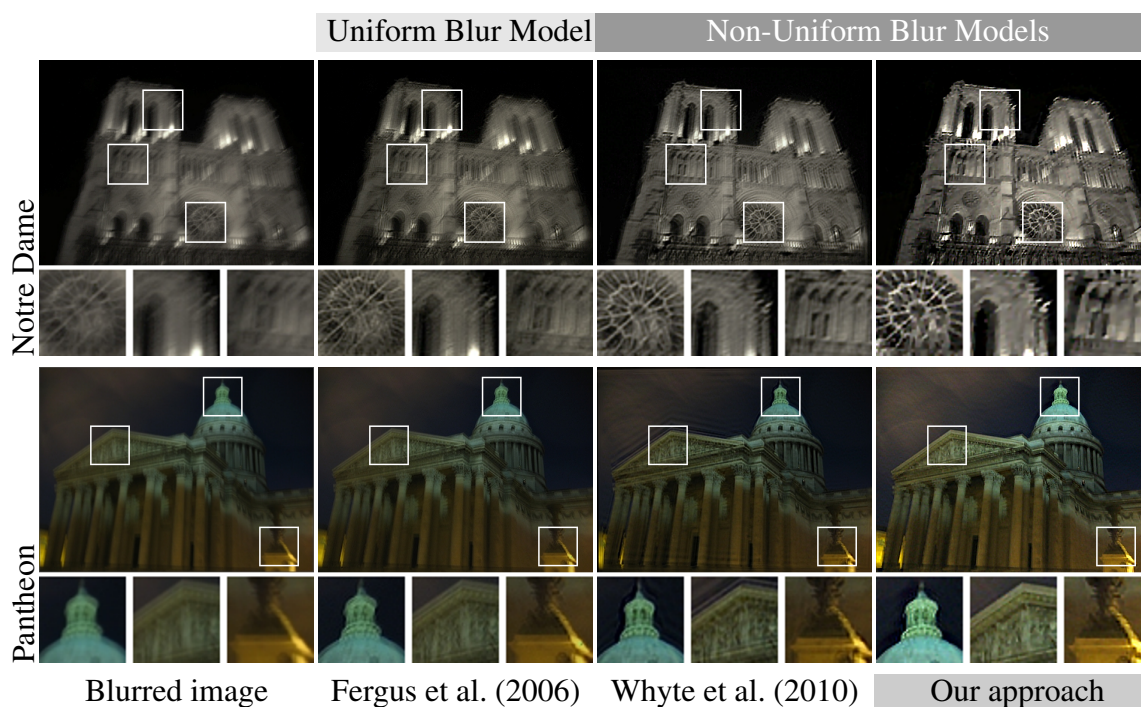 Uniform Blur Model
Non-Uniform Blur Models
Notre Dame
Pantheon
Blurred image
Fergus et al. (2006)
Whyte et al. (2010)
Our approach